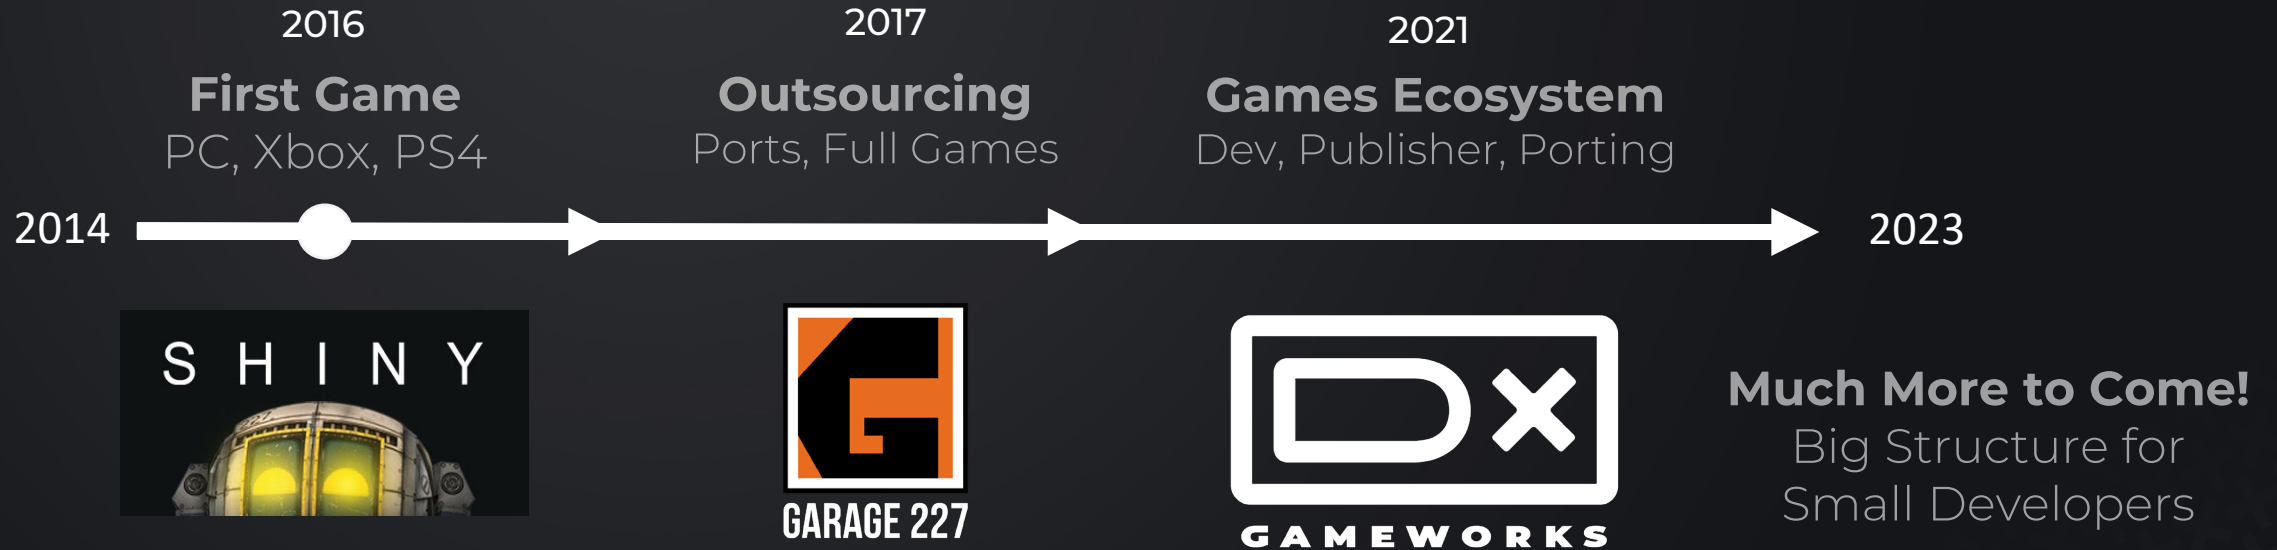 2016
First Game
PC, Xbox, PS4
2017
Outsourcing
Ports, Full Games
2021
Games Ecosystem
Dev, Publisher, Porting
2014
2023
SHINY
G
GARAGE 227
DX
GAMEWORKS
Much More to Come!
Big Structure for
Small Developers